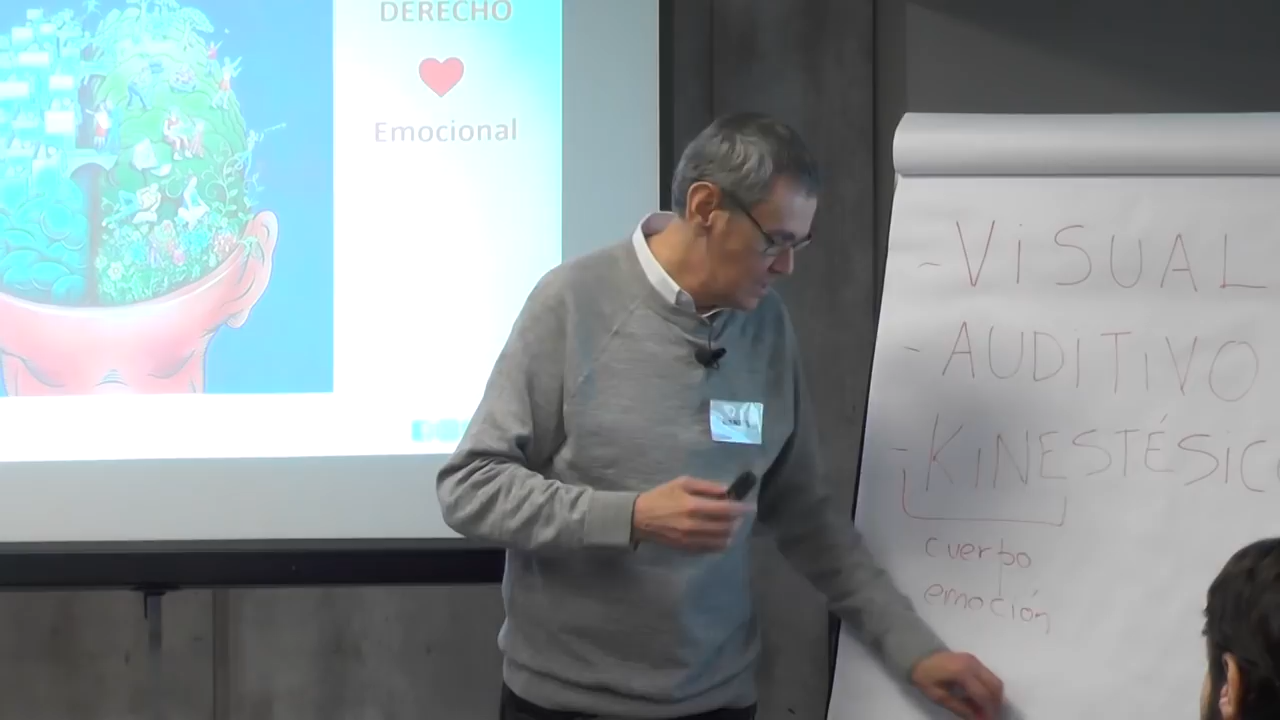 DERECHO
Emocional
- ViSUAL
- AUDiTiVO
- KiNESTÉSiC
cuerpo
emoción